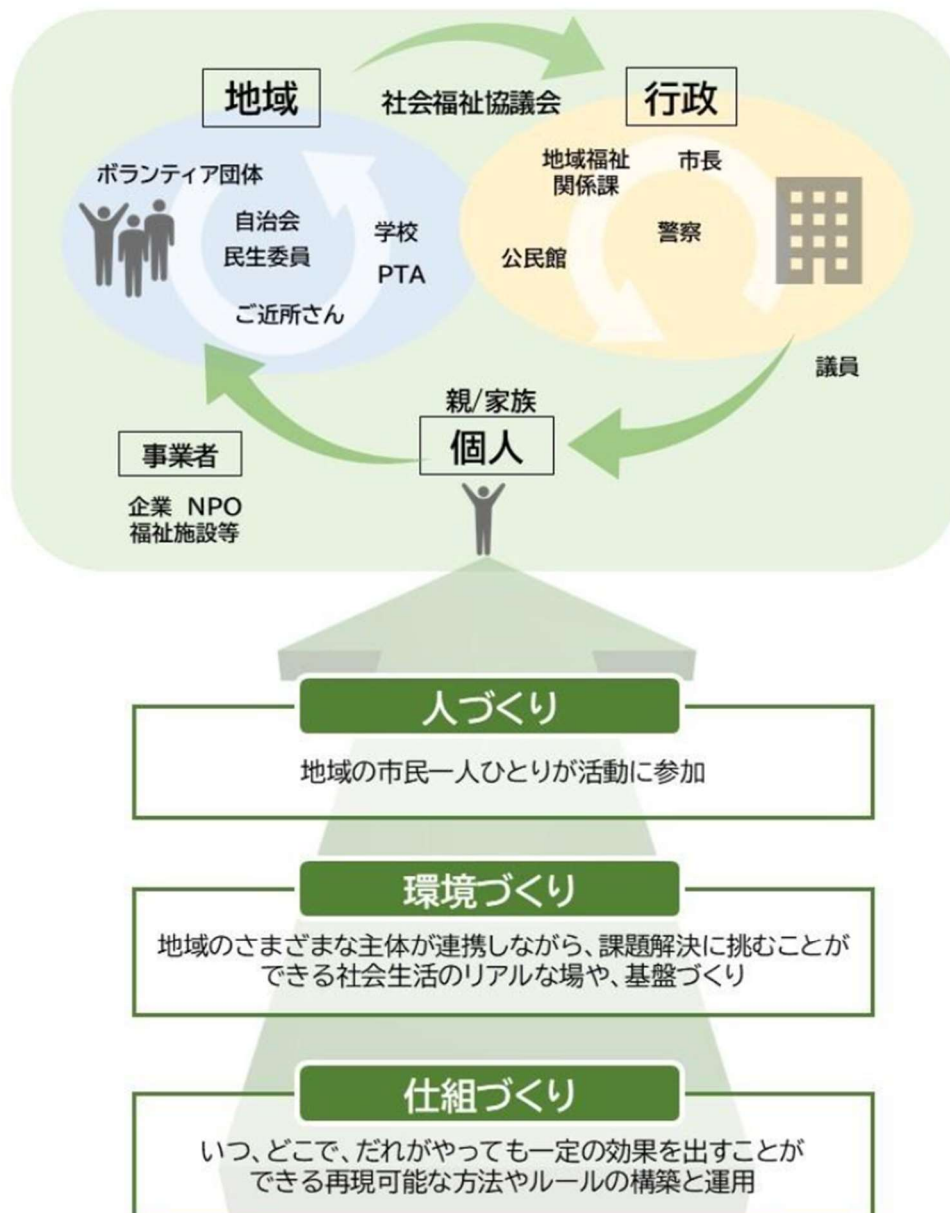 地域
社会福祉協議会
行政
ボランティア団体
自治会
民生委員
学校
PTA
ご近所さん
地域福祉
関係課
市長
警察
公民館
議員
親/家族
個人
事業者
企業 NPO
福祉施設等
人づくり
地域の市民一人ひとりが活動に参加
環境づくり
地域のさまざまな主体が連携しながら、課題解決に挑むことが
できる社会生活のリアルな場や、基盤づくり
仕組づくり
いつ、どこで、だれがやっても一定の効果を出すことが
できる再現可能な方法やルールの構築と運用